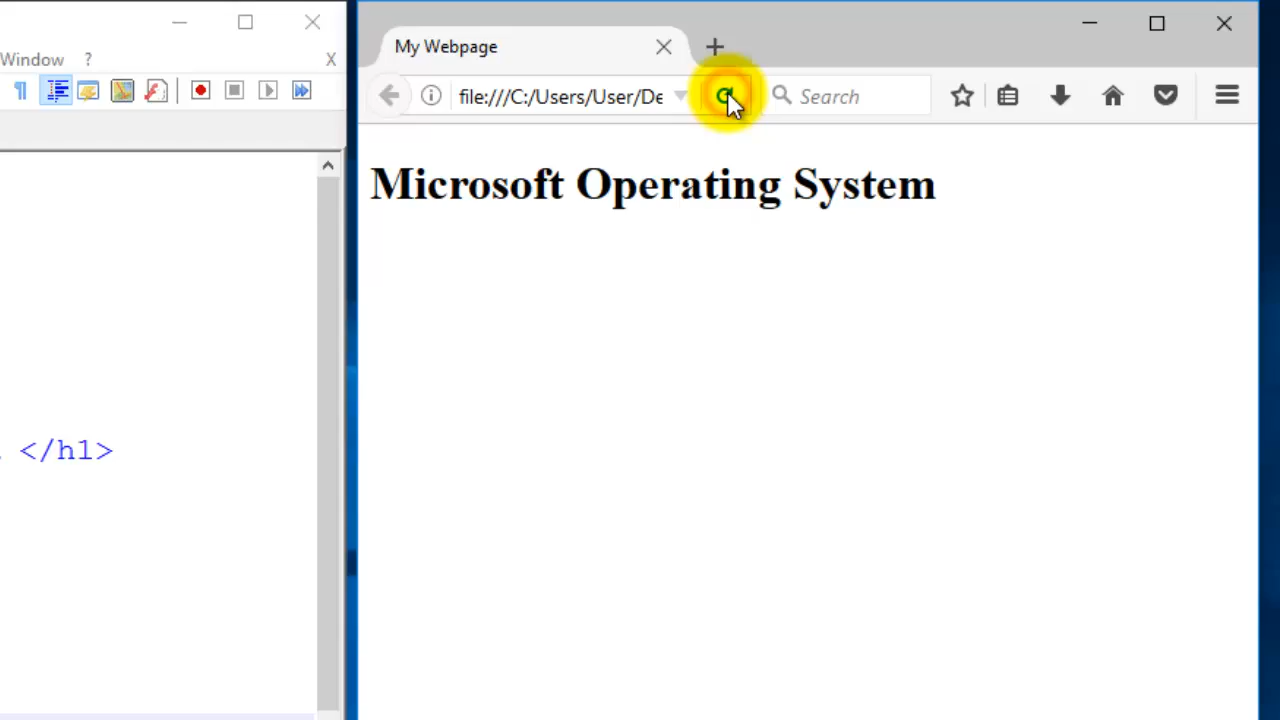 Window ?
X
. </h1>
My Webpage
file:///C:/Users/User/De
Search
Microsoft Operating System